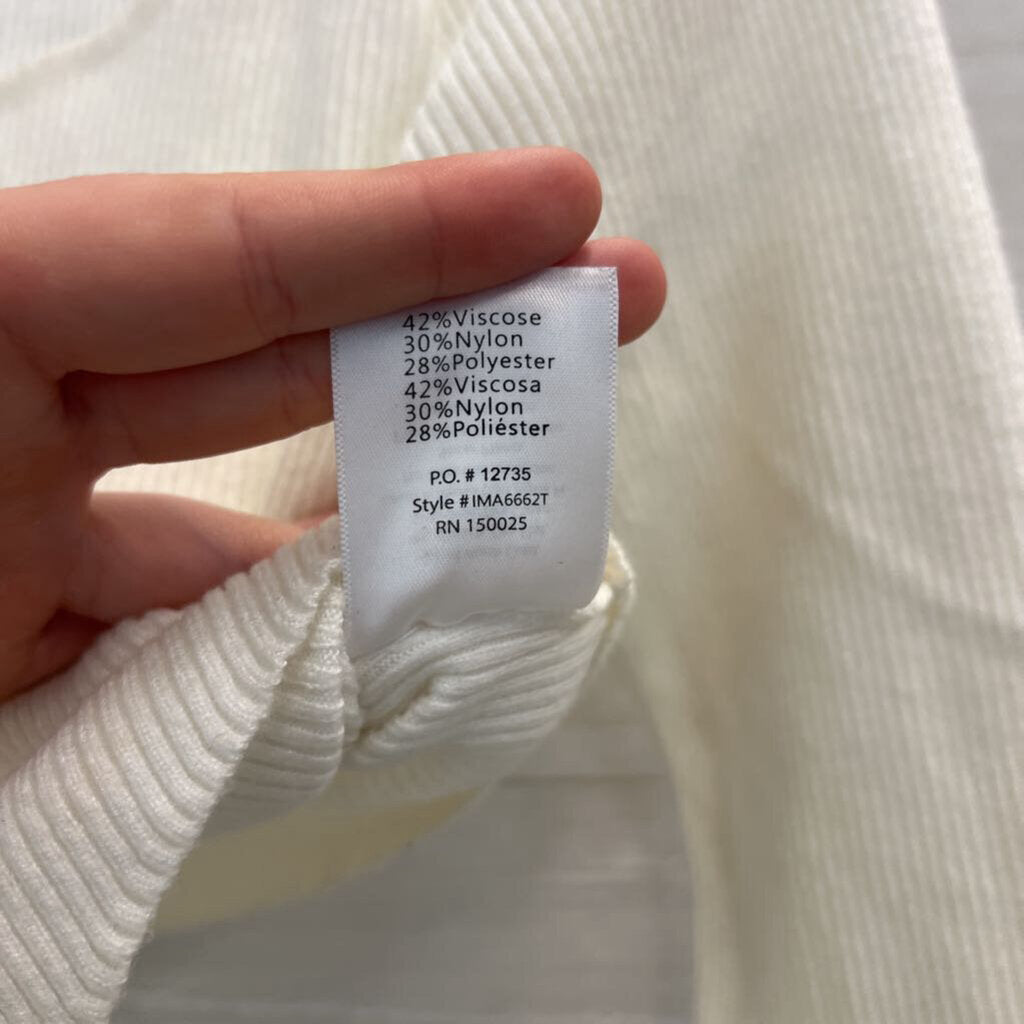 42%Viscose
30%Nylon
28%Polyester
42%Viscosa
30%Nylon
28%Poliéster
P.O. # 12735
Style #IMA6662T
RN 150025